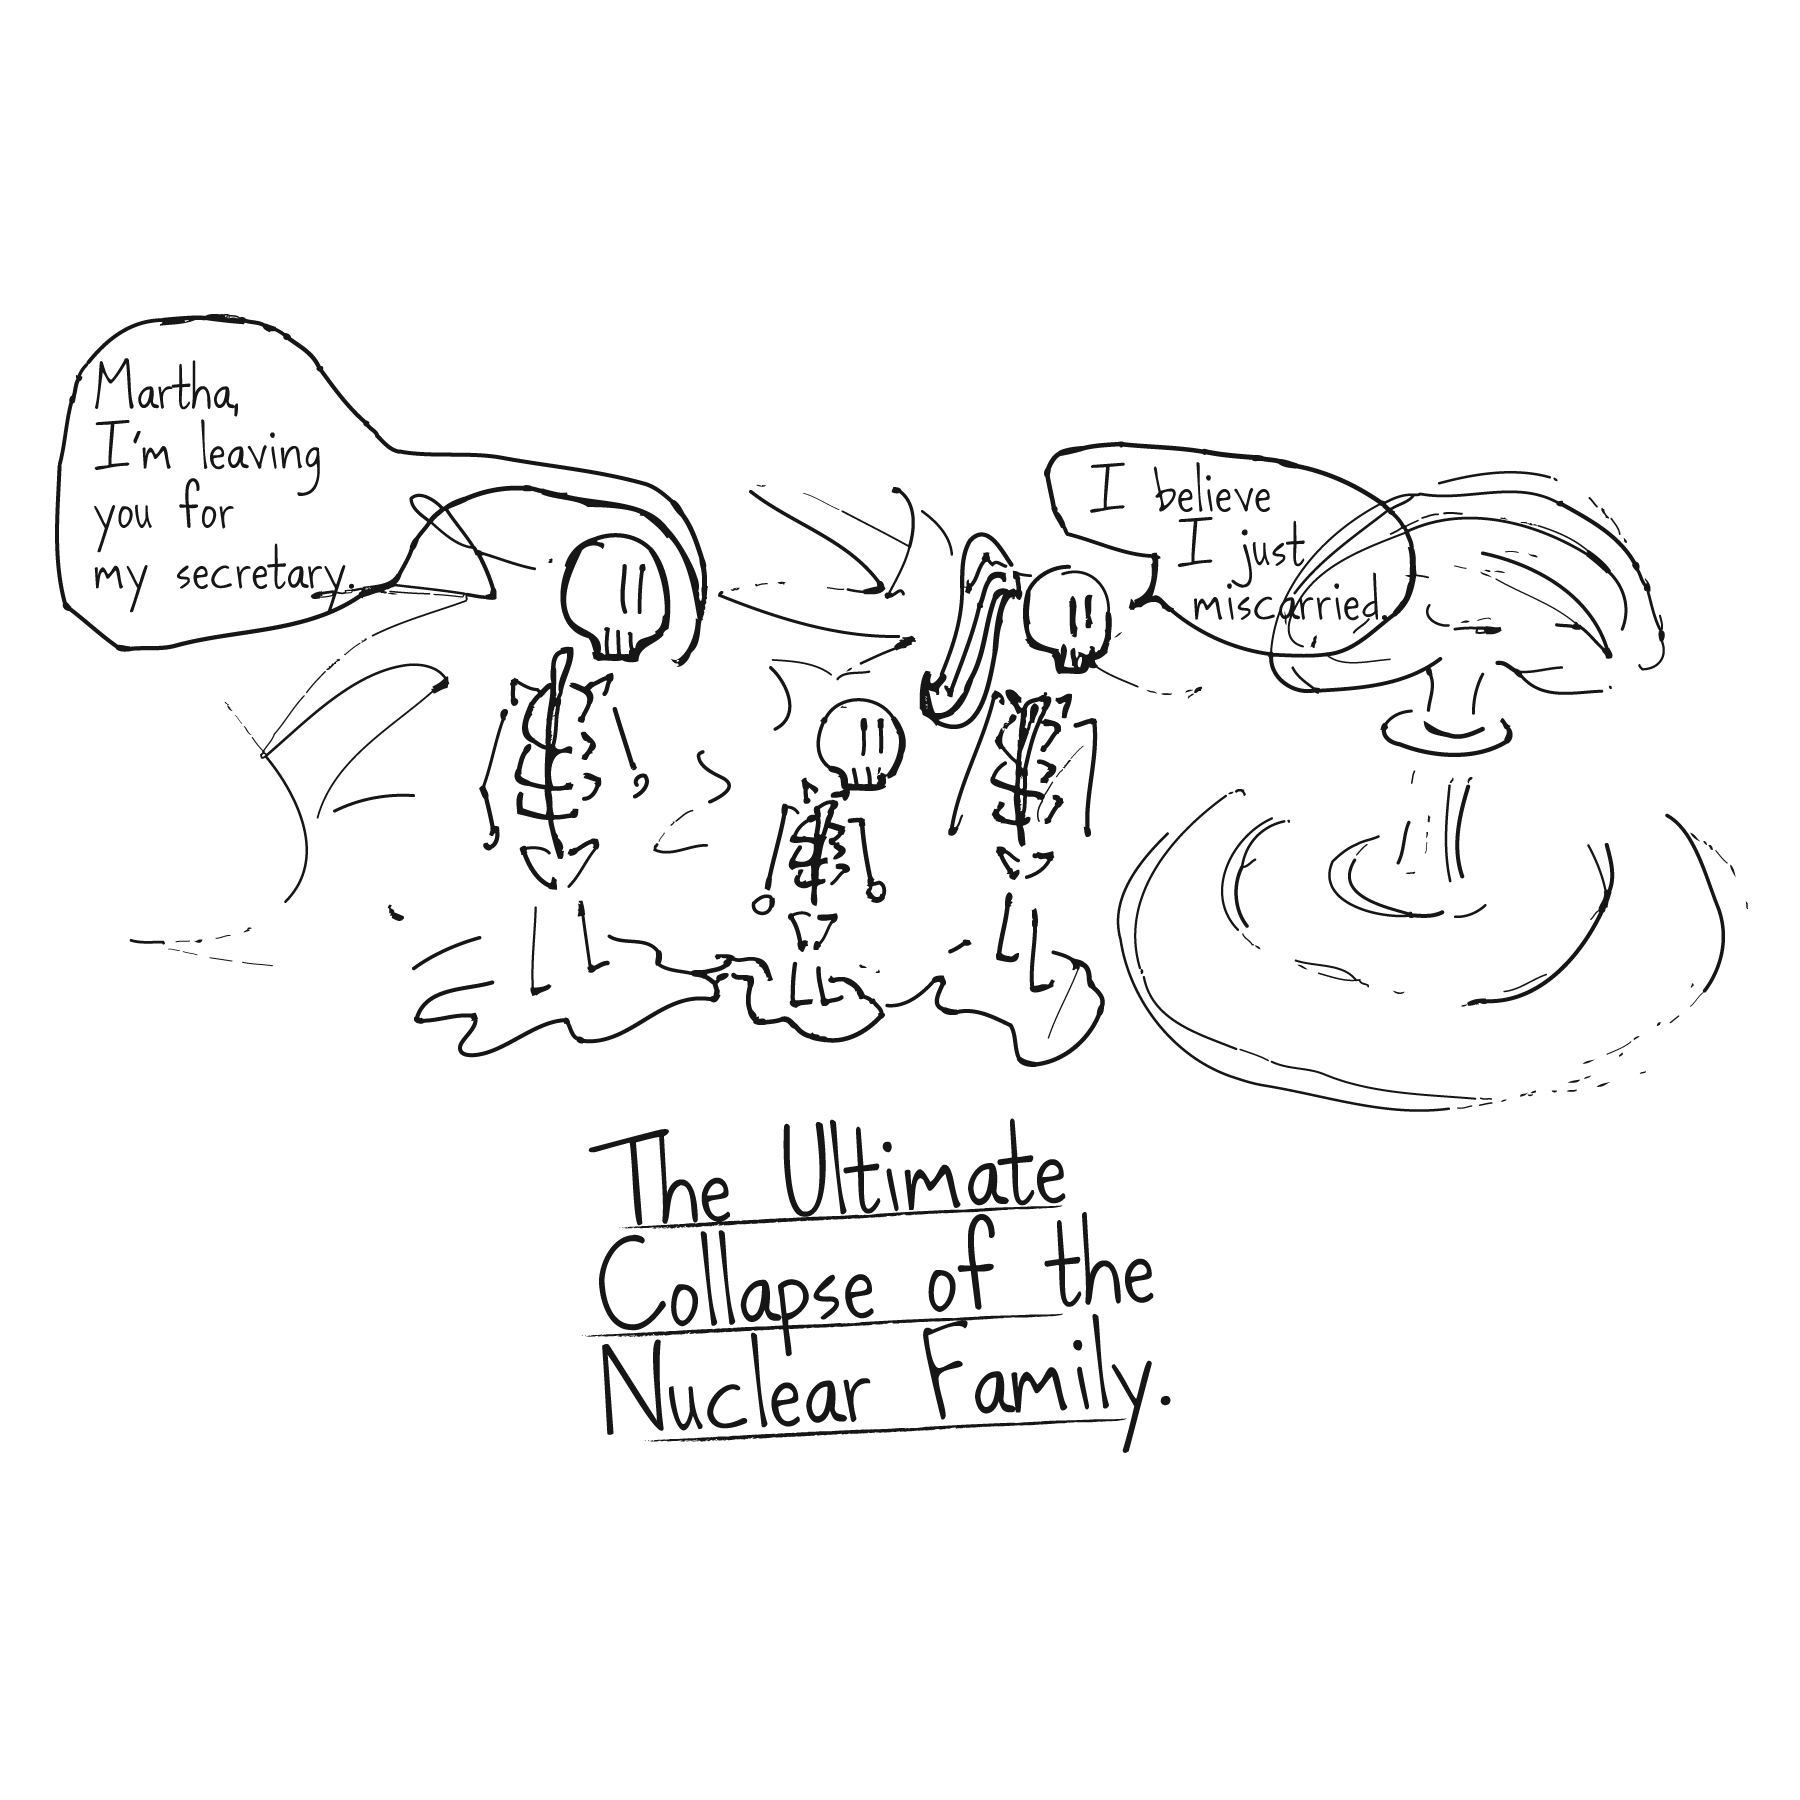 Martha,
I'm leaving
you for
my secretary.
I believe
I just
miscarried.
The Ultimate
Collapse of the
Nuclear Family.